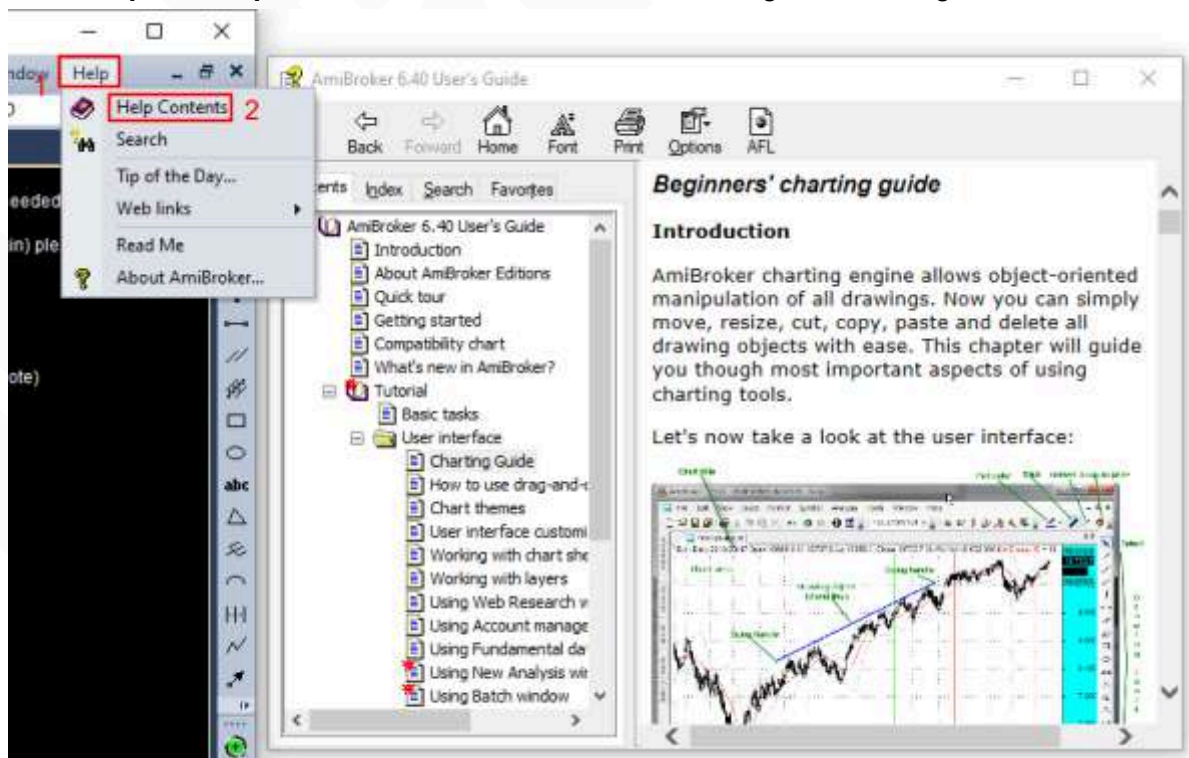 ndow Help
1
Help Contents 2
Search
Tip of the Day...
Web links
Read Me
About AmiBroker...
eeded
in) ple
ote)
abc
AmiBroker 6.40 User's Guide
Back Forward Home Font Print Options AFL
ents Index Search Favorites
AmiBroker 6.40 User's Guide
Introduction
About AmiBroker Editions
Quick tour
Getting started
Compatibility chart
What's new in AmiBroker?
Tutorial
Basic tasks
User interface
Charting Guide
How to use drag-and-c
Chart themes
User interface customi
Working with chart she
Working with layers
Using Web Research w
Using Account manage
Using Fundamental da
Using New Analysis wir
Using Batch window
Beginners' charting guide
Introduction
AmiBroker charting engine allows object-oriented
manipulation of all drawings. Now you can simply
move, resize, cut, copy, paste and delete all
drawing objects with ease. This chapter will guide
you though most important aspects of using
charting tools.
Let's now take a look at the user interface: